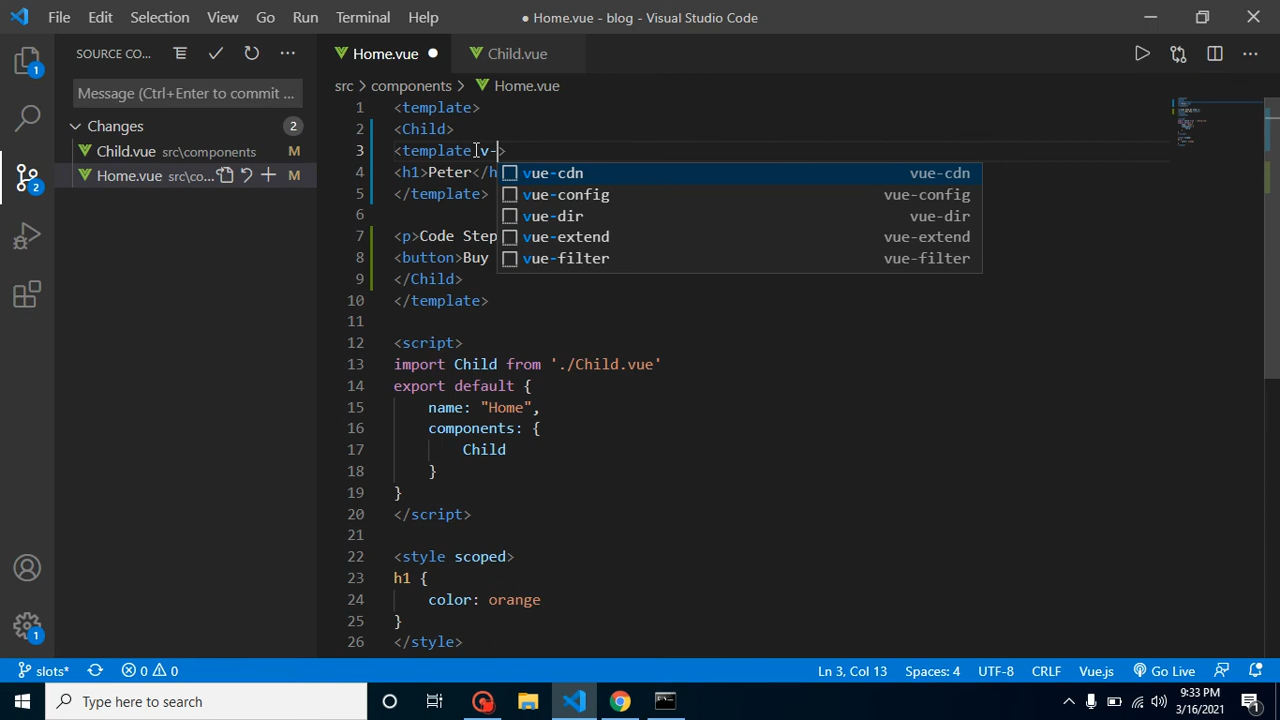 File Edit Selection View Go Run Terminal Help
● Home.vue - blog - Visual Studio Code
SOURCE CO...
Home.vue ●
Child.vue
Message (Ctrl+Enter to commit ...
src > components > Home.vue
Changes 2
Child.vue src\components M
Home.vue src\co... M
1 <template>
2 <Child>
3 <template v->
4 <h1>Peter</h
5 </template>
6
7 <p>Code Step
8 <button>Buy
9 </Child>
10 </template>
11
12 <script>
13 import Child from './Child.vue'
14 export default {
15 name: "Home",
16 components: {
17 Child
18 }
19 }
20 </script>
21
22 <style scoped>
23 h1 {
24 color: orange
25 }
26 </style>
vue-cdn vue-cdn
vue-config vue-config
vue-dir vue-dir
vue-extend vue-extend
vue-filter vue-filter
1
2
1
slots* 0 0 Ln 3, Col 13 Spaces: 4 UTF-8 CRLF Vue.js Go Live
Type here to search
9:33 PM
3/16/2021
1